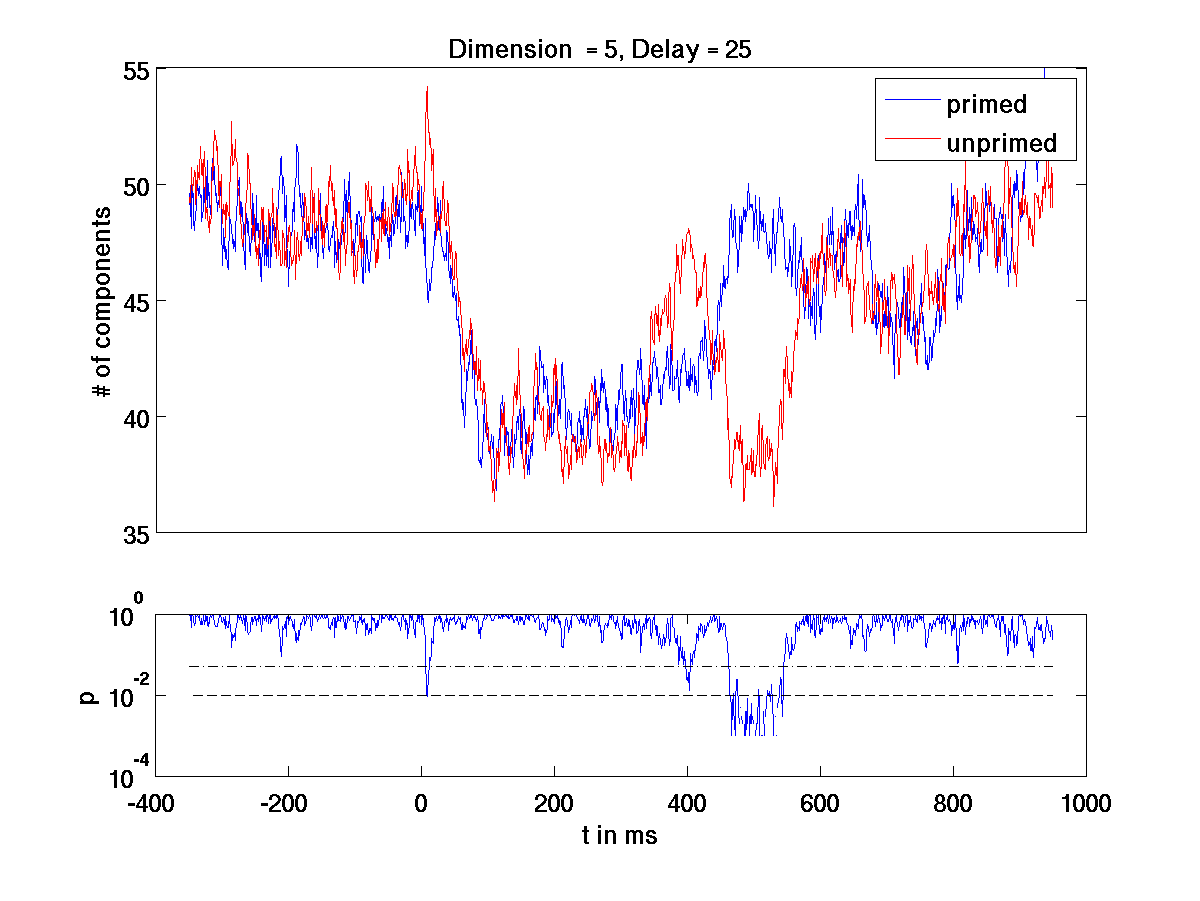 Dimension = 5, Delay = 25
55
50
45
40
35
# of components
primed
unprimed
10^0
10^-2
10^-4
p
-400 -200 0 200 400 600 800 1000
t in ms